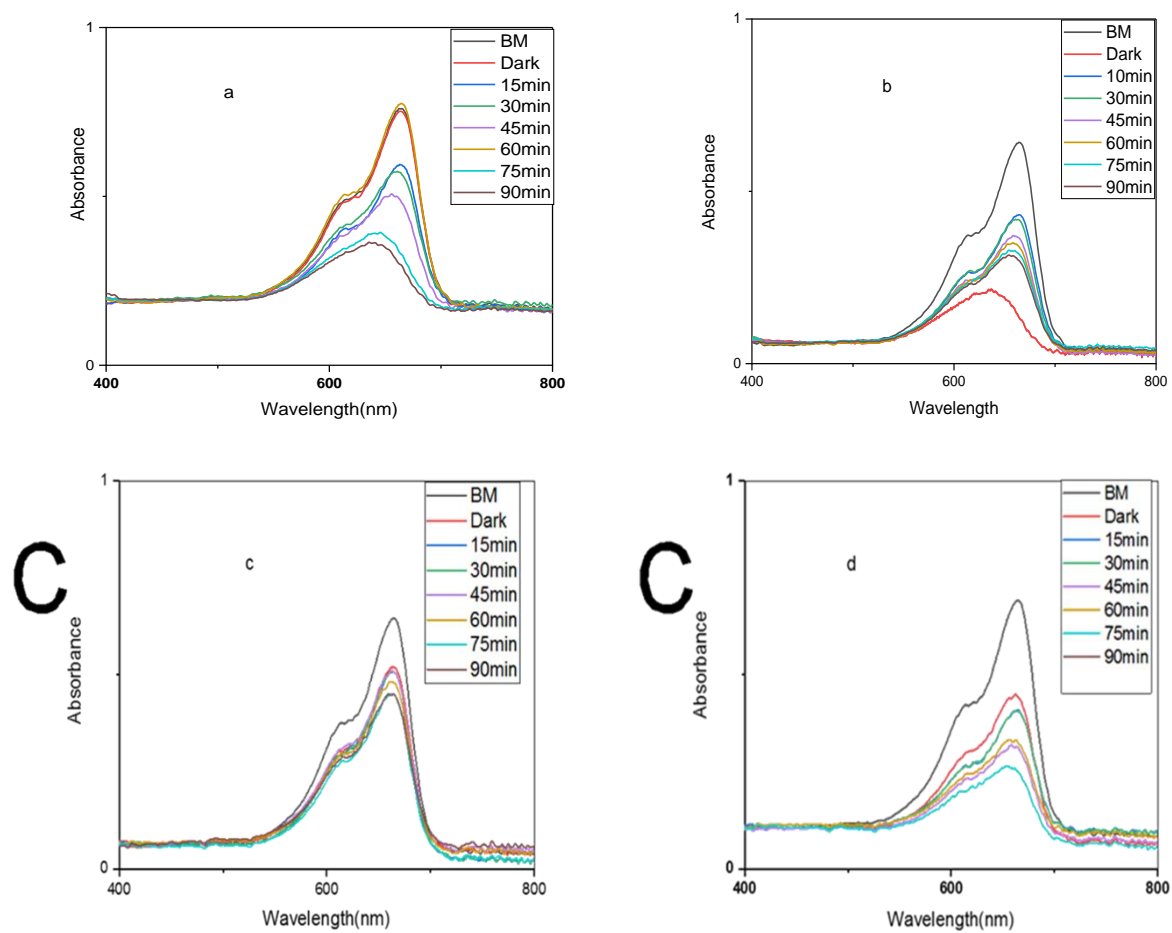 1
BM
Dark
15min
30min
45min
60min
75min
90min
a
Absorbance
0
400
600
800
Wavelength(nm)
1
BM
Dark
10min
30min
45min
60min
75min
90min
b
Absorbance
0
400
600
800
Wavelength
1
BM
Dark
15min
30min
45min
60min
75min
90min
C
c
Absorbance
0
400
600
800
Wavelength(nm)
1
BM
Dark
15min
30min
45min
60min
75min
90min
C
d
Absorbance
0
400
600
800
Wavelength(nm)